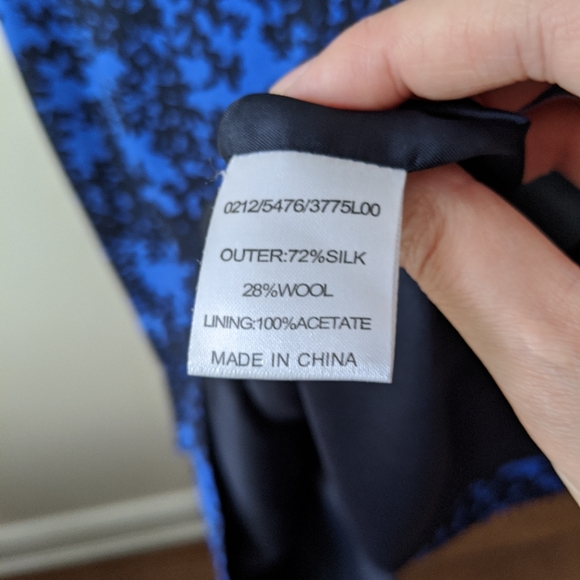 0212/5476/3775L00
OUTER:72%SILK
28%WOOL
LINING:100%ACETATE
MADE IN CHINA